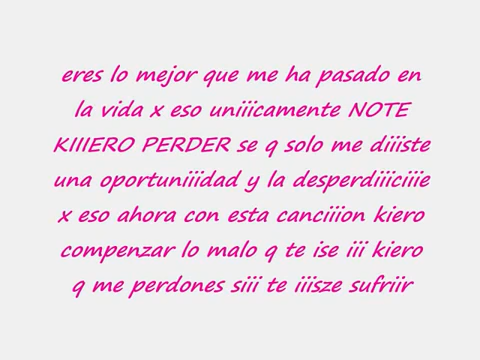 eres lo mejor que me ha pasado en
la vida x eso uniiicamente NOTE
KIIIERO PERDER se q solo me diiiste
una oportuniiidad y la desperdiiiciiie
x eso ahora con esta canciiion kiero
compenzar lo malo q te ise iii kiero
q me perdones siii te iiisze sufriir